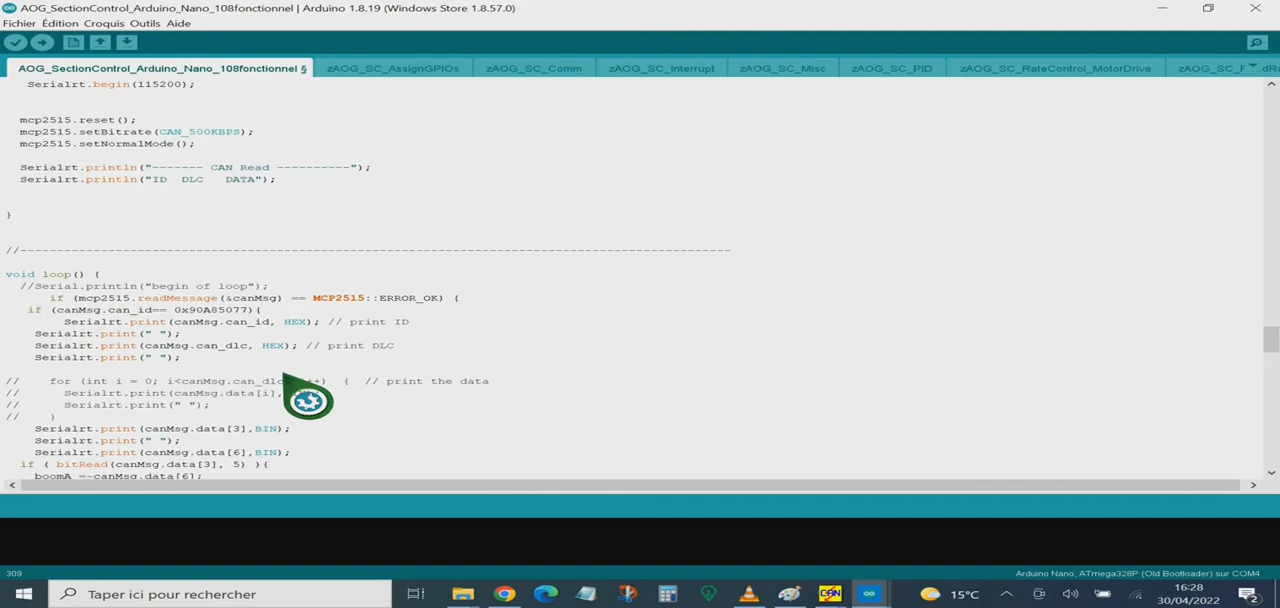 AOG_SectionControl_Arduino_Nano_108fonctionnel | Arduino 1.8.19 (Windows Store 1.8.57.0)
Fichier Édition Croquis Outils Aide
AOG_SectionControl_Arduino_Nano_108fonctionnel § zAOG_SC_AssignGPIOs zAOG_SC_Comm zAOG_SC_Interrupt zAOG_SC_Misc zAOG_SC_PID zAOG_SC_RateControl_MotorDrive
Serialrt.begin(115200);
mcp2515.reset();
mcp2515.setBitrate(CAN_500KBPS);
mcp2515.setNormalMode();
Serialrt.println("------- CAN Read ----------");
Serialrt.println("ID  DLC   DATA");
}
//--------------------------------------------------------------------------------------------------
void loop() {
//Serial.println("begin of loop");
if (mcp2515.readMessage(&canMsg) == MCP2515::ERROR_OK) {
if (canMsg.can_id== 0x90A85077){
Serialrt.print(canMsg.can_id, HEX); // print ID
Serialrt.print(" ");
Serialrt.print(canMsg.can_dlc, HEX); // print DLC
Serialrt.print(" ");
// for (int i = 0; i<canMsg.can_dlc ++) { // print the data
// Serialrt.print(canMsg.data[i],
// Serialrt.print(" ");
// }
Serialrt.print(canMsg.data[3],BIN);
Serialrt.print(" ");
Serialrt.print(canMsg.data[6],BIN);
if ( bitRead(canMsg.data[3], 5) ){
boomA =~canMsg.data[6];
309
Arduino Nano, ATmega328P (Old Bootloader) sur COM4
Taper ici pour rechercher
CAN
15°C
16:28
30/04/2022
2